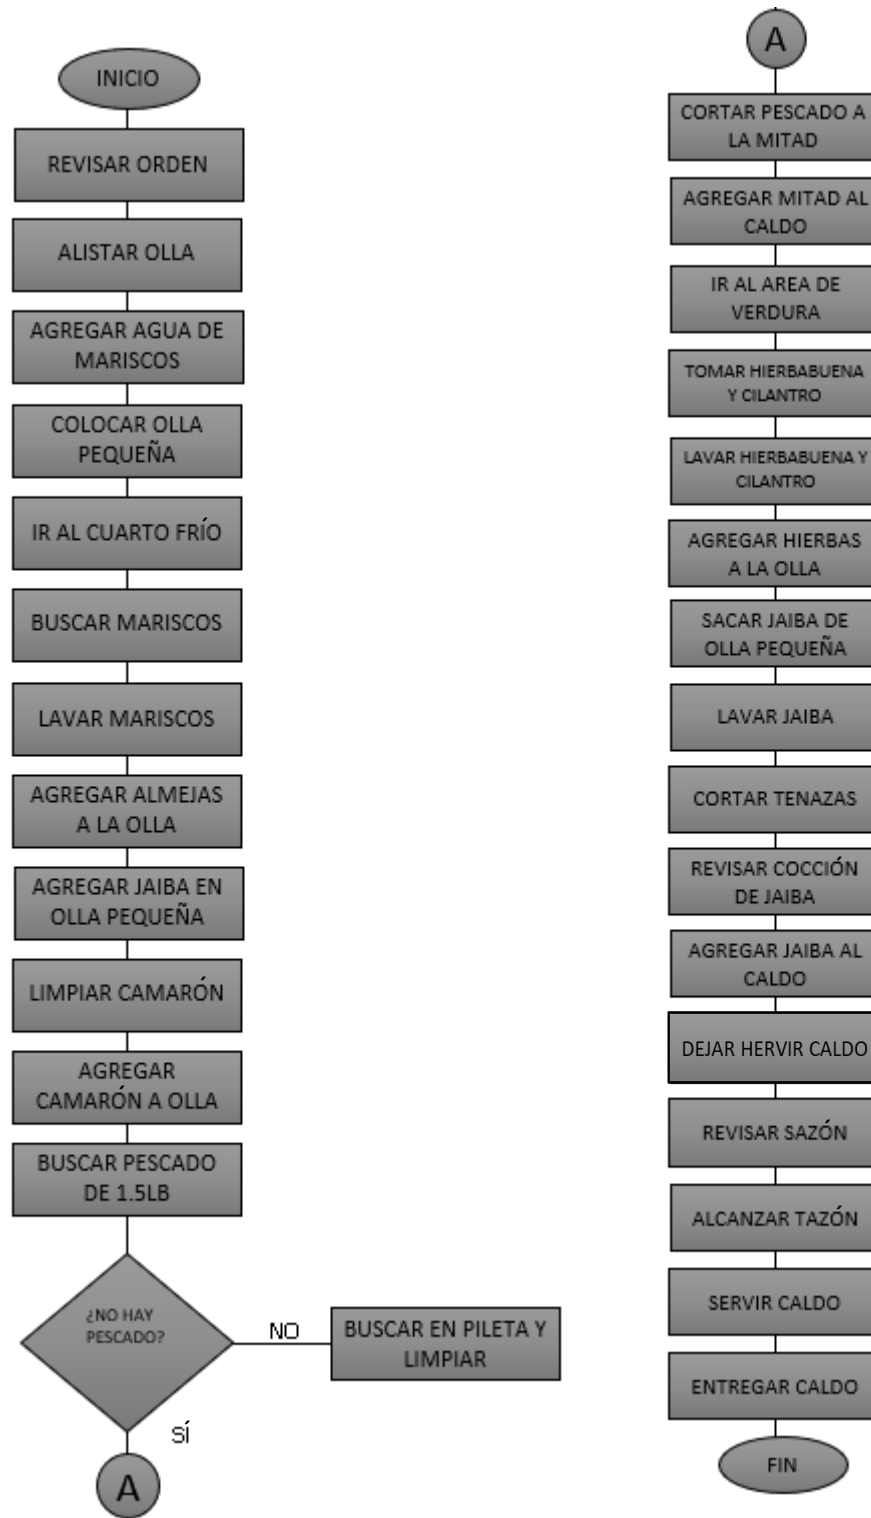 INICIO
REVISAR ORDEN
ALISTAR OLLA
AGREGAR AGUA DE
MARISCOS
COLOCAR OLLA
PEQUEÑA
IR AL CUARTO FRÍO
BUSCAR MARISCOS
LAVAR MARISCOS
AGREGAR ALMEJAS
A LA OLLA
AGREGAR JAIBA EN
OLLA PEQUEÑA
LIMPIAR CAMARÓN
AGREGAR
CAMARÓN A OLLA
BUSCAR PESCADO
DE 1.5LB
¿NO HAY
PESCADO?
NO
BUSCAR EN PILETA Y
LIMPIAR
SÍ
A
A
CORTAR PESCADO A
LA MITAD
AGREGAR MITAD AL
CALDO
IR AL AREA DE
VERDURA
TOMAR HIERBABUENA
Y CILANTRO
LAVAR HIERBABUENA Y
CILANTRO
AGREGAR HIERBAS
A LA OLLA
SACAR JAIBA DE
OLLA PEQUEÑA
LAVAR JAIBA
CORTAR TENAZAS
REVISAR COCCIÓN
DE JAIBA
AGREGAR JAIBA AL
CALDO
DEJAR HERVIR CALDO
REVISAR SAZÓN
ALCANZAR TAZÓN
SERVIR CALDO
ENTREGAR CALDO
FIN